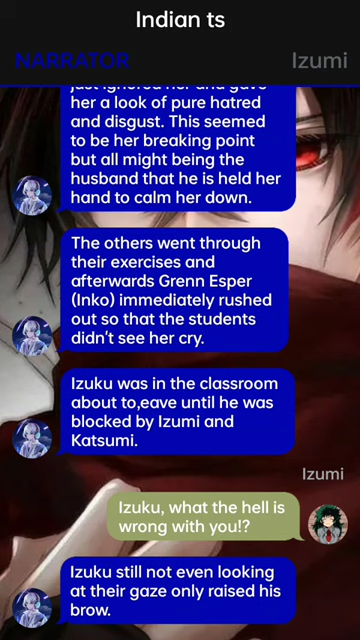 Indian ts
NARRATOR
Izumi
just ignored her and gave
her a look of pure hatred
and disgust. This seemed
to be her breaking point
but all might being the
husband that he is held her
hand to calm her down.
The others went through
their exercises and
afterwards Grenn Esper
(Inko) immediately rushed
out so that the students
didn't see her cry.
Izuku was in the classroom
about to,eave until he was
blocked by Izumi and
Katsumi.
Izumi
Izuku, what the hell is
wrong with you!?
Izuku still not even looking
at their gaze only raised his
brow.